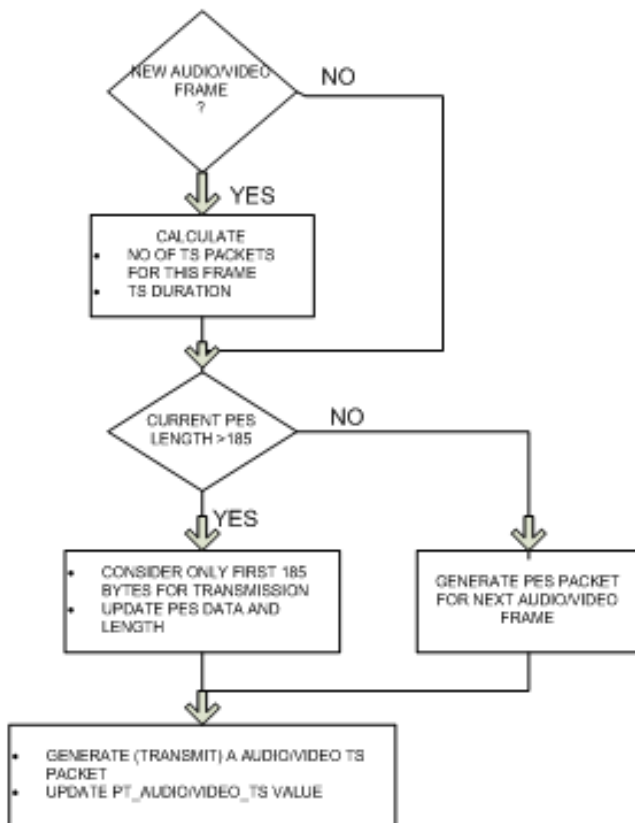 NEW AUDIO/VIDEO
FRAME
?
NO
YES
CALCULATE
• NO OF TS PACKETS
FOR THIS FRAME
• TS DURATION
CURRENT PES
LENGTH >185
NO
YES
• CONSIDER ONLY FIRST 185
BYTES FOR TRANSMISSION
• UPDATE PES DATA AND
LENGTH
GENERATE PES PACKET
FOR NEXT AUDIO/VIDEO
FRAME
• GENERATE (TRANSMIT) A AUDIO/VIDEO TS
PACKET
• UPDATE PT_AUDIO/VIDEO_TS VALUE